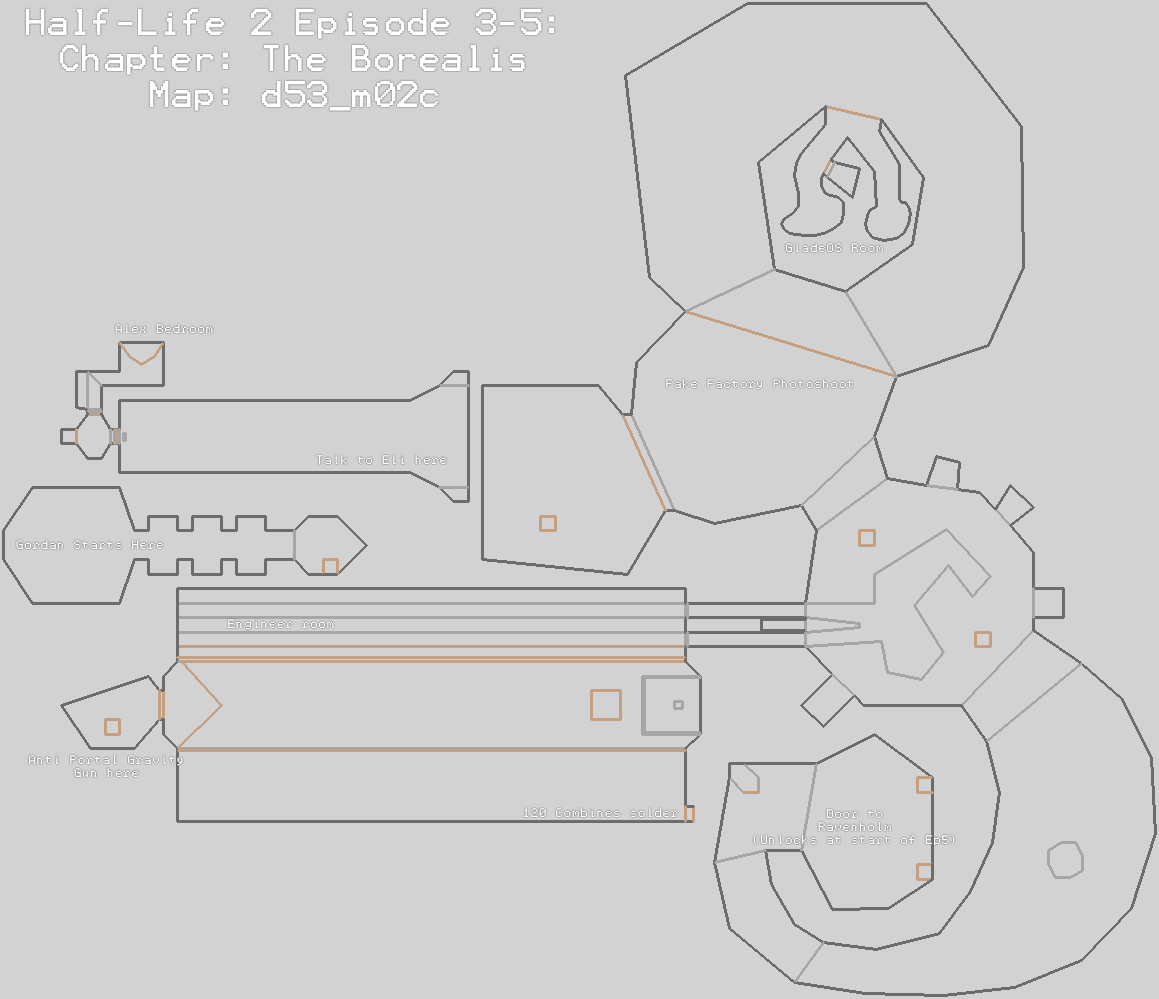 Half-Life 2 Episode 3-5:
Chapter: The Borealis
Map: d53_m02c
GladeOS Room
Alex Bedroom
Fake Factory Photoshoot
Talk to Eli here
Gordan Starts Here
Engineer room
Anti Portal Gravity
Gun here
120 Combines solder
Door to
Ravenholm
(Unlocks at start of Ep5)